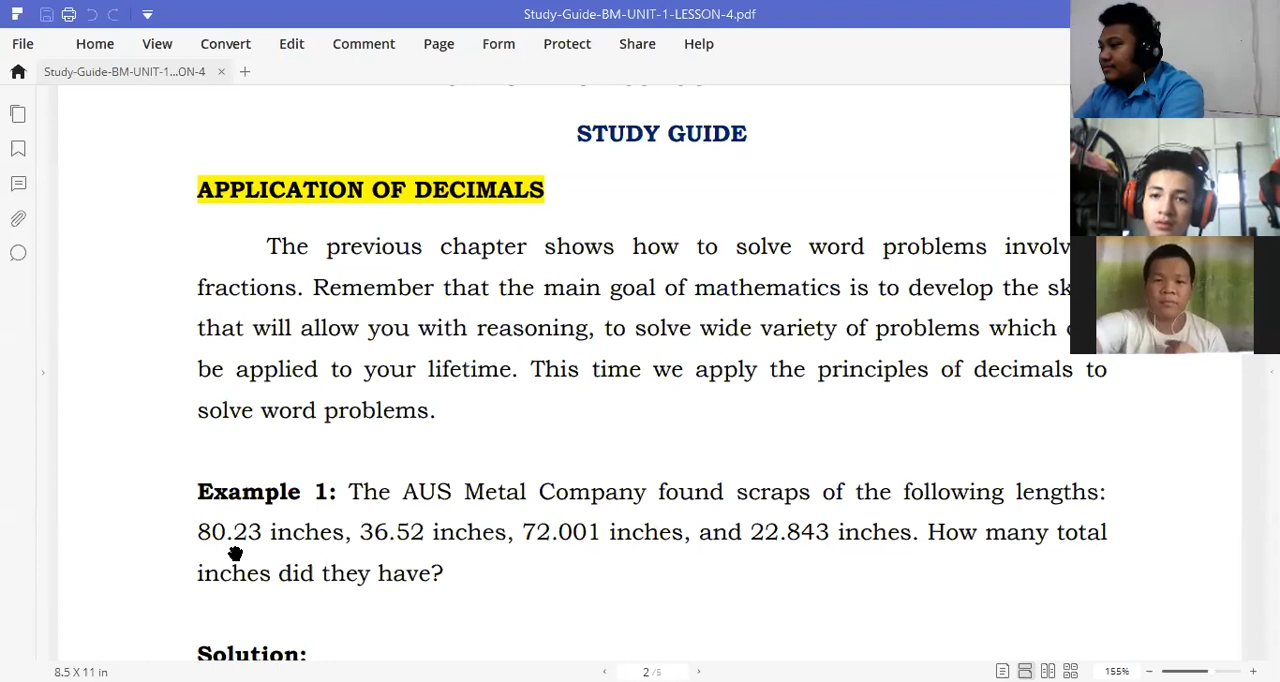 Study-Guide-BM-UNIT-1-LESSON-4.pdf
File Home View Convert Edit Comment Page Form Protect Share Help
Study-Guide-BM-UNIT-1...ON-4
STUDY GUIDE
APPLICATION OF DECIMALS
The previous chapter shows how to solve word problems
fractions. Remember that the main goal of mathematics is to develop the
that will allow you with reasoning, to solve wide variety of problems which
be applied to your lifetime. This time we apply the principles of decimals to
solve word problems.
Example 1: The AUS Metal Company found scraps of the following lengths:
80.23 inches, 36.52 inches, 72.001 inches, and 22.843 inches. How many total
inches did they have?
Solution:
8.5 X 11 in 2 /5 155%